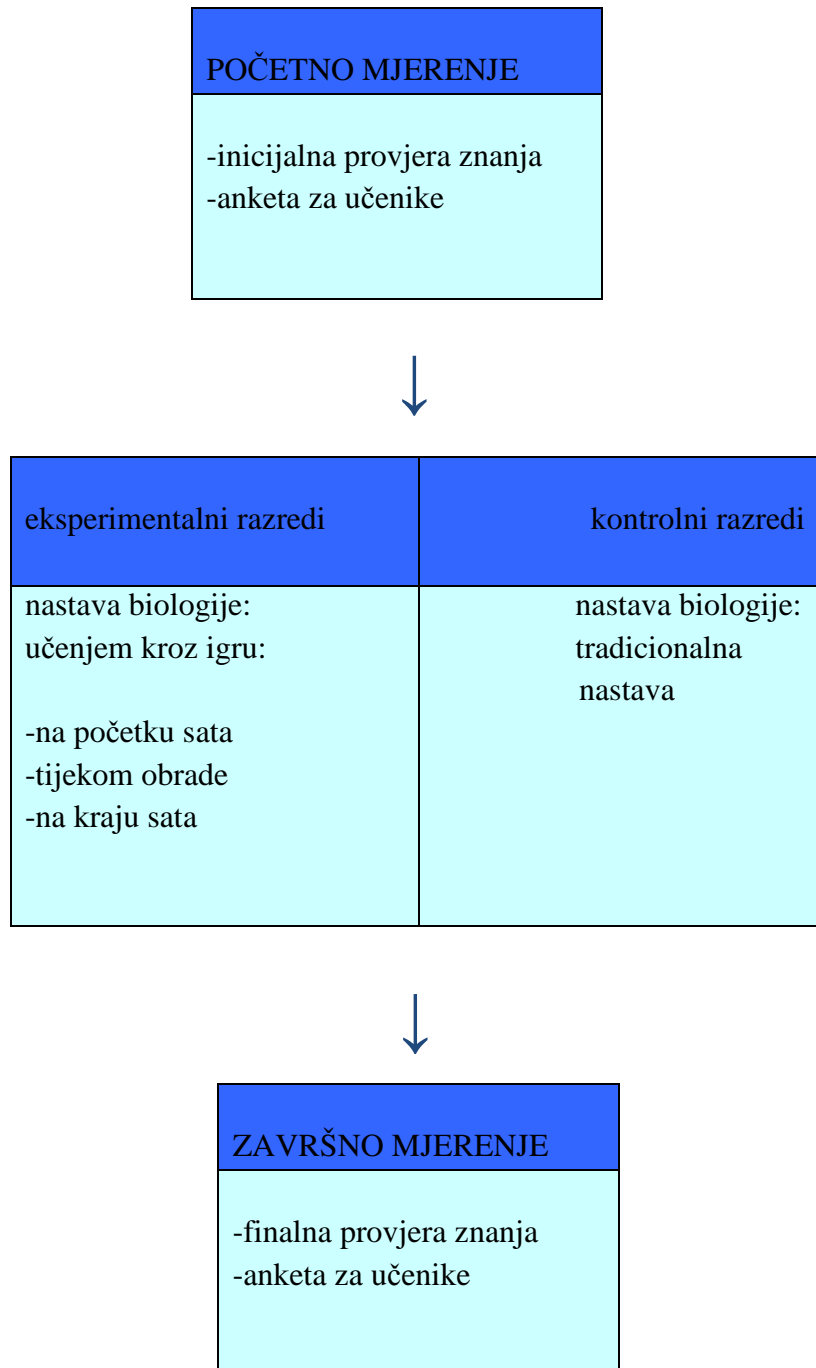 POČETNO MJERENJE
-inicijalna provjera znanja
-anketa za učenike
↓
eksperimentalni razredi
kontrolni razredi
nastava biologije:
učenjem kroz igru:
-na početku sata
-tijekom obrade
-na kraju sata
nastava biologije:
tradicionalna
nastava
↓
ZAVRŠNO MJERENJE
-finalna provjera znanja
-anketa za učenike